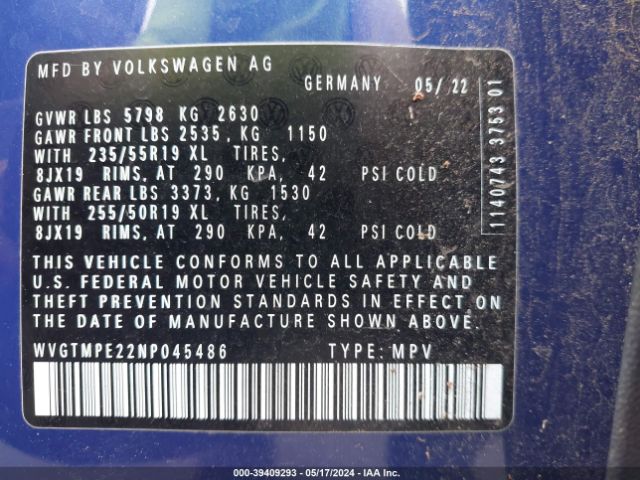 MFD BY VOLKSWAGEN AG
GERMANY 05/ 22
GVWR LBS 5798 KG 2630
GAWR FRONT LBS 2535, KG 1150
WITH 235/55R19 XL TIRES,
8JX19 RIMS, AT 290 KPA, 42 PSI COLD
GAWR REAR LBS 3373, KG 1530
WITH 255/50R19 XL TIRES,
8JX19 RIMS, AT 290 KPA, 42 PSI COLD
THIS VEHICLE CONFORMS TO ALL APPLICABLE
U.S. FEDERAL MOTOR VEHICLE SAFETY AND
THEFT PREVENTION STANDARDS IN EFFECT ON
THE DATE OF MANUFACTURE SHOWN ABOVE.
WVGTMPE22NP045486 TYPE: MPV
1140743 3753 01
000-39409293 - 05/17/2024 - IAA Inc.